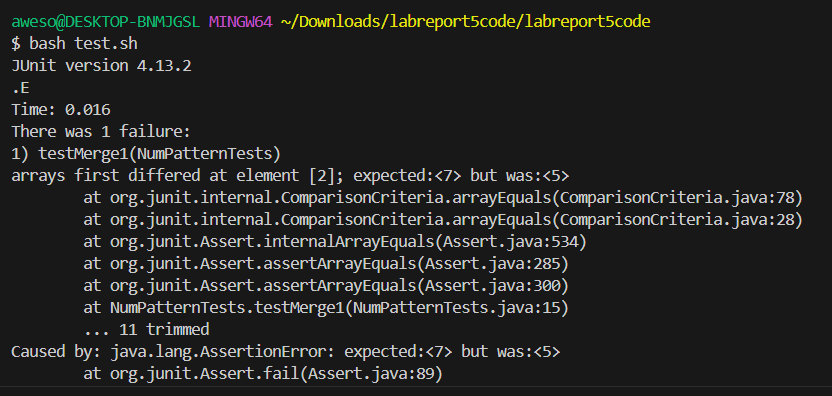 aweso@DESKTOP-BNMJGSL MINGW64 ~/Downloads/labreport5code/labreport5code
$ bash test.sh
JUnit version 4.13.2
.E
Time: 0.016
There was 1 failure:
1) testMerge1(NumPatternTests)
arrays first differed at element [2]; expected:<7> but was:<5>
        at org.junit.internal.ComparisonCriteria.arrayEquals(ComparisonCriteria.java:78)
        at org.junit.internal.ComparisonCriteria.arrayEquals(ComparisonCriteria.java:28)
        at org.junit.Assert.internalArrayEquals(Assert.java:534)
        at org.junit.Assert.assertArrayEquals(Assert.java:285)
        at org.junit.Assert.assertArrayEquals(Assert.java:300)
        at NumPatternTests.testMerge1(NumPatternTests.java:15)
        ... 11 trimmed
Caused by: java.lang.AssertionError: expected:<7> but was:<5>
        at org.junit.Assert.fail(Assert.java:89)